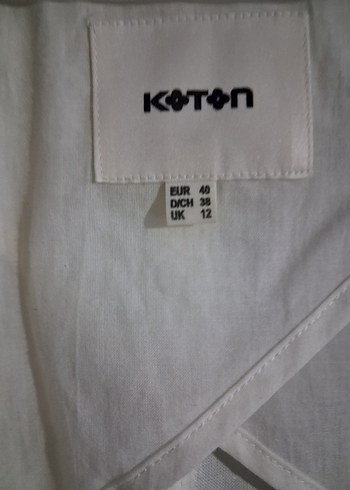 KOTON
EUR 40
D/CH 38
UK 12